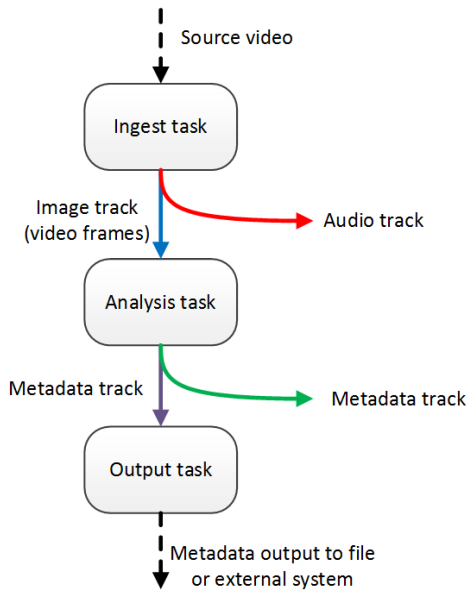 Source video
Ingest task
Image track
(video frames)
Audio track
Analysis task
Metadata track
Metadata track
Output task
Metadata output to file
or external system